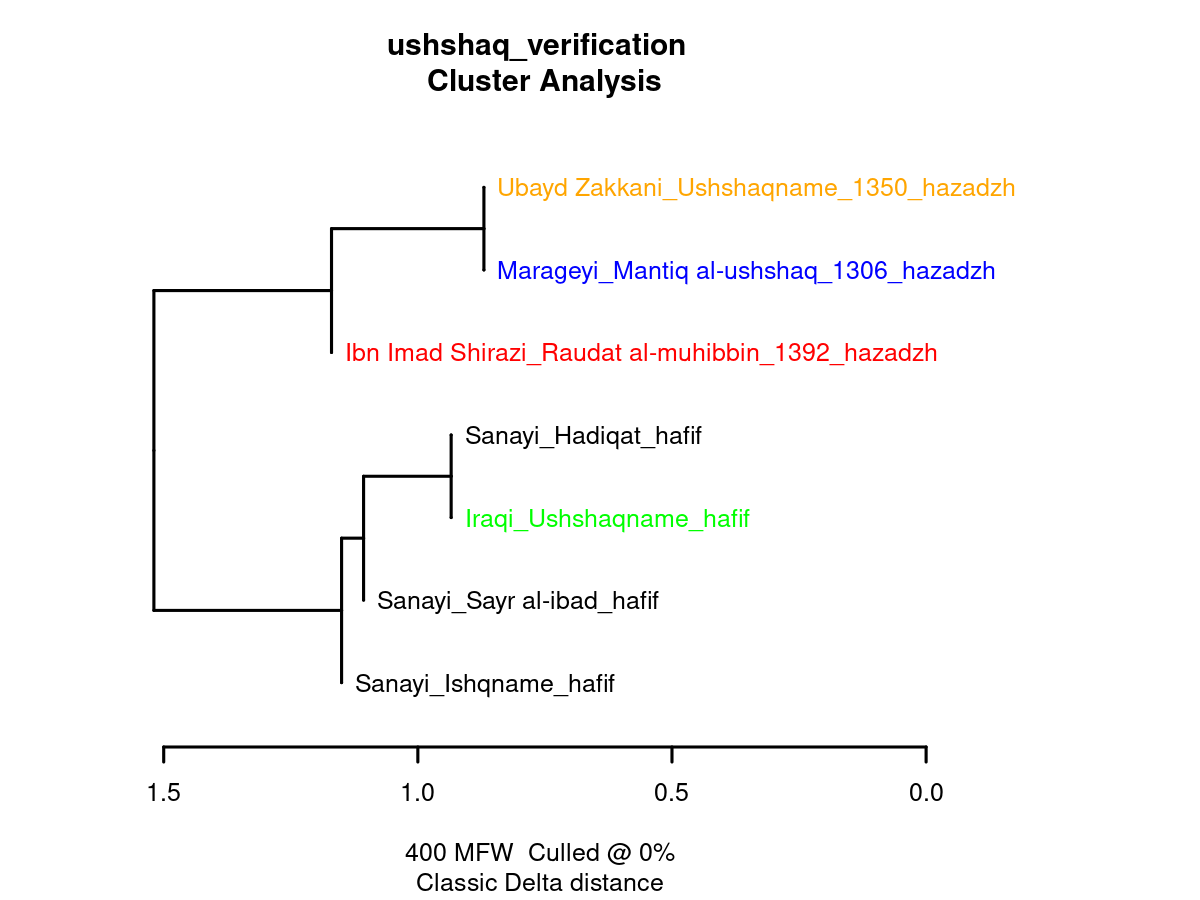 ushshaq_verification
Cluster Analysis
Ubayd Zakkani_Ushshaqname_1350_hazadzh
Marageyi_Mantiq al-ushshaq_1306_hazadzh
Ibn Imad Shirazi_Raudat al-muhibbin_1392_hazadzh
Sanayi_Hadiqat_hafif
Iraqi_Ushshaqname_hafif
Sanayi_Sayr al-ibad_hafif
Sanayi_Ishqname_hafif
1.5 1.0 0.5 0.0
400 MFW  Culled @ 0%
Classic Delta distance